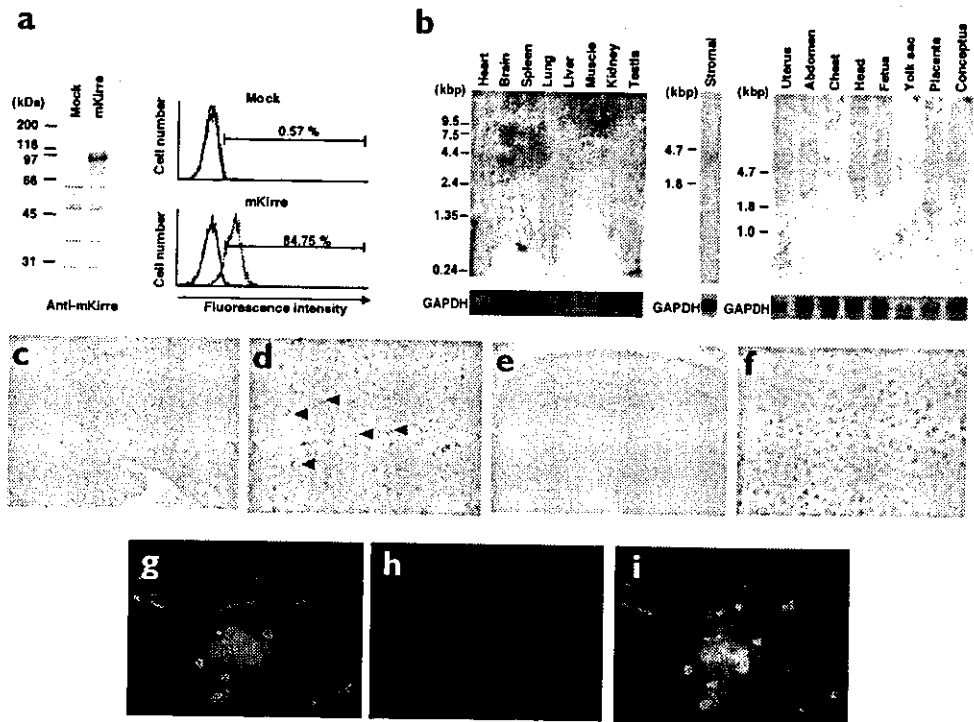 a
(kDa)
Mock
mKirre
200
116
97
66
45
31
Anti-mKirre
Cell number
Mock
0.57 %
Cell number
mKirre
84.75 %
Fluorescence intensity
b
(kbp)
Heart
Brain
Spleen
Lung
Liver
Muscle
Kidney
Testis
9.5
7.5
4.4
2.4
1.35
0.24
GAPDH
(kbp)
Stromal
4.7
1.8
GAPDH
(kbp)
Uterus
Abdomen
Chest
Head
Fetus
Yolk sac
Placenta
Conceptus
4.7
1.8
1.0
GAPDH
c
d
e
f
g
h
i